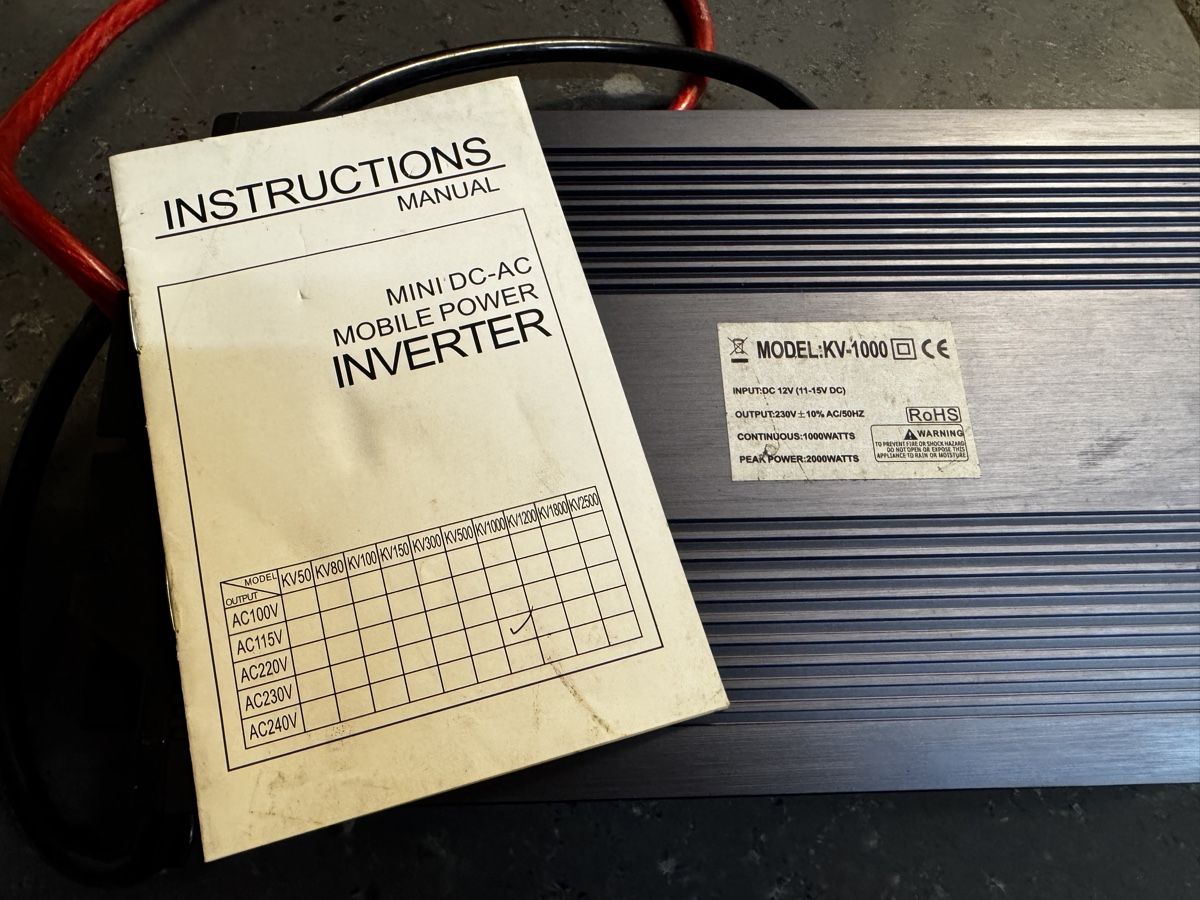 INSTRUCTIONS
MANUAL
MINI DC-AC
MOBILE POWER
INVERTER
MODEL KV50 KV80 KV100 KV150 KV300 KV500 KV1000 KV1200 KV1800 KV2500
OUTPUT
AC100V
AC115V
AC220V
AC230V
AC240V
MODEL:KV-1000 CE
INPUT:DC 12V (11-15V DC)
OUTPUT:230V±10% AC/50HZ
RoHS
CONTINUOUS:1000WATTS
PEAK POWER:2000WATTS
WARNING
TO PREVENT FIRE OR SHOCK HAZARD
DO NOT OPEN OR EXPOSE THIS
APPLIANCE TO RAIN OR MOISTURE